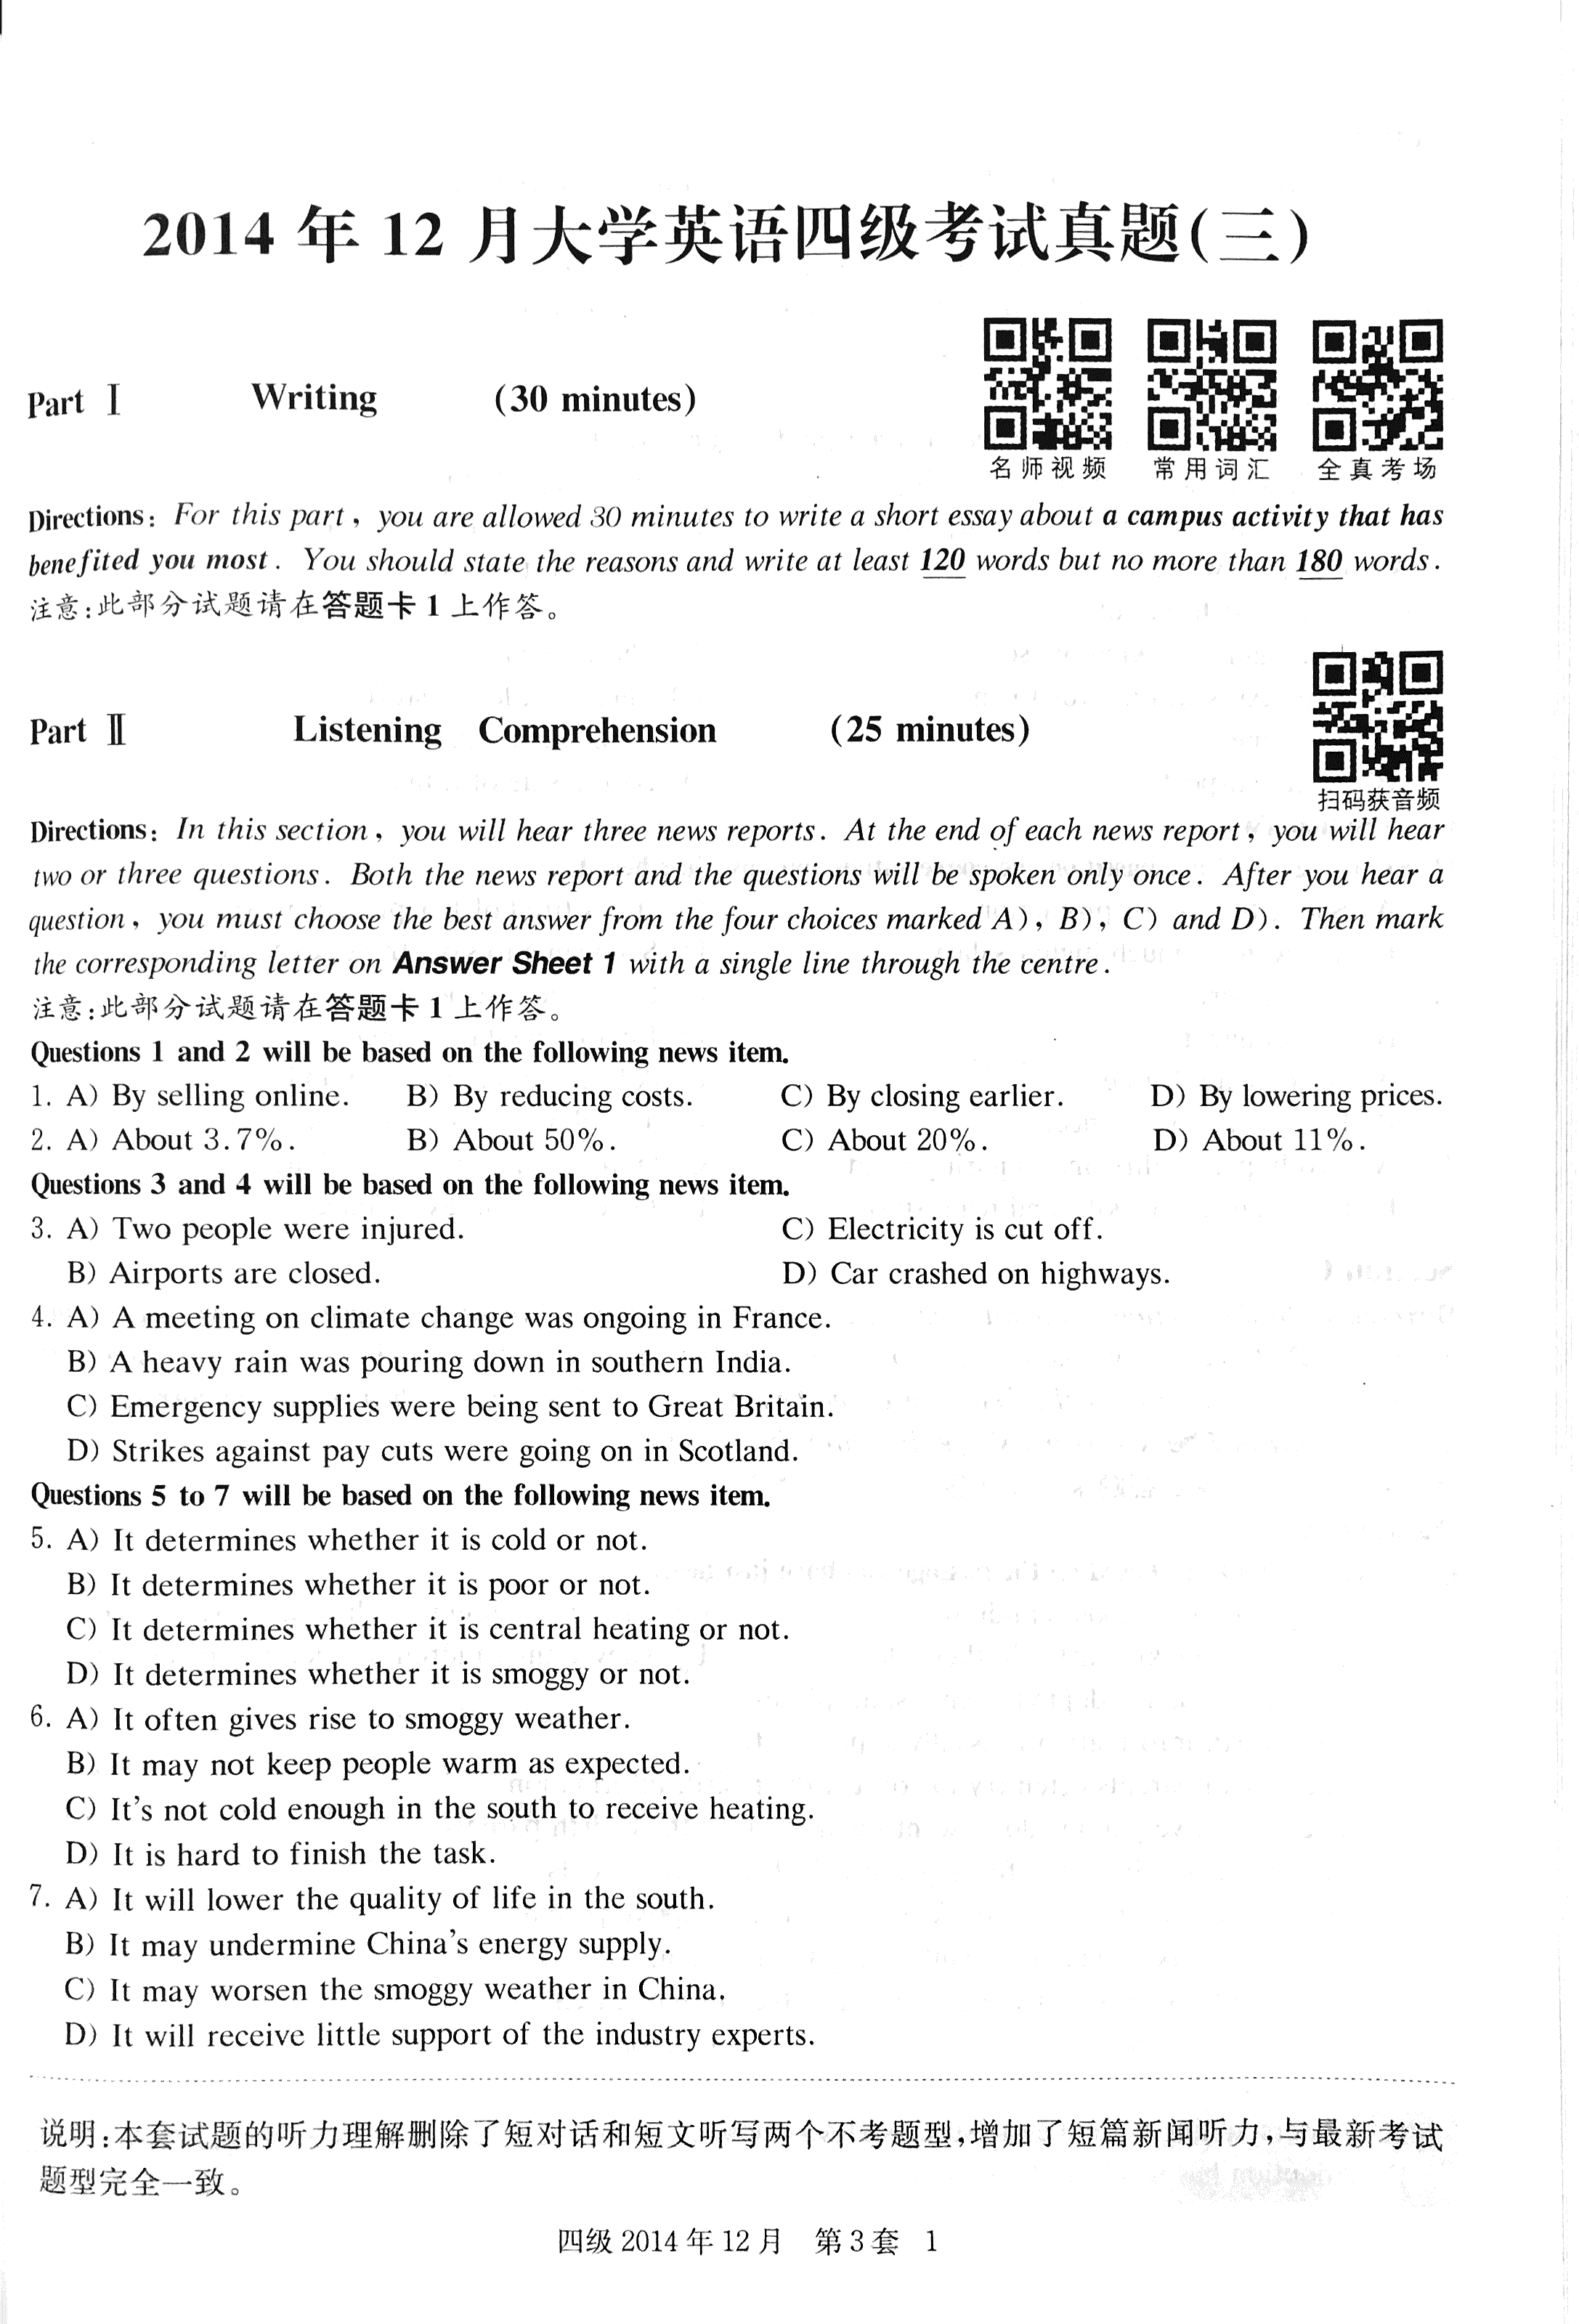 2014 年 12 月大学英语四级考试真题(三)
Part Ⅰ Writing (30 minutes)
名师视频 常用词汇 全真考场
Directions: For this part, you are allowed 30 minutes to write a short essay about a campus activity that has
benefited you most. You should state the reasons and write at least 120 words but no more than 180 words.
注意:此部分试题请在答题卡 1 上作答。
Part Ⅱ Listening Comprehension (25 minutes)
扫码获音频
Directions: In this section, you will hear three news reports. At the end of each news report, you will hear
two or three questions. Both the news report and the questions will be spoken only once. After you hear a
question, you must choose the best answer from the four choices marked A), B), C) and D). Then mark
the corresponding letter on Answer Sheet 1 with a single line through the centre.
注意:此部分试题请在答题卡 1 上作答。
Questions 1 and 2 will be based on the following news item.
1. A) By selling online. B) By reducing costs. C) By closing earlier. D) By lowering prices.
2. A) About 3.7%. B) About 50%. C) About 20%. D) About 11%.
Questions 3 and 4 will be based on the following news item.
3. A) Two people were injured. C) Electricity is cut off.
B) Airports are closed. D) Car crashed on highways.
4. A) A meeting on climate change was ongoing in France.
B) A heavy rain was pouring down in southern India.
C) Emergency supplies were being sent to Great Britain.
D) Strikes against pay cuts were going on in Scotland.
Questions 5 to 7 will be based on the following news item.
5. A) It determines whether it is cold or not.
B) It determines whether it is poor or not.
C) It determines whether it is central heating or not.
D) It determines whether it is smoggy or not.
6. A) It often gives rise to smoggy weather.
B) It may not keep people warm as expected.
C) It's not cold enough in the south to receive heating.
D) It is hard to finish the task.
7. A) It will lower the quality of life in the south.
B) It may undermine China's energy supply.
C) It may worsen the smoggy weather in China.
D) It will receive little support of the industry experts.
说明:本套试题的听力理解删除了短对话和短文听写两个不考题型,增加了短篇新闻听力,与最新考试
题型完全一致。
四级 2014 年 12 月 第 3 套 1